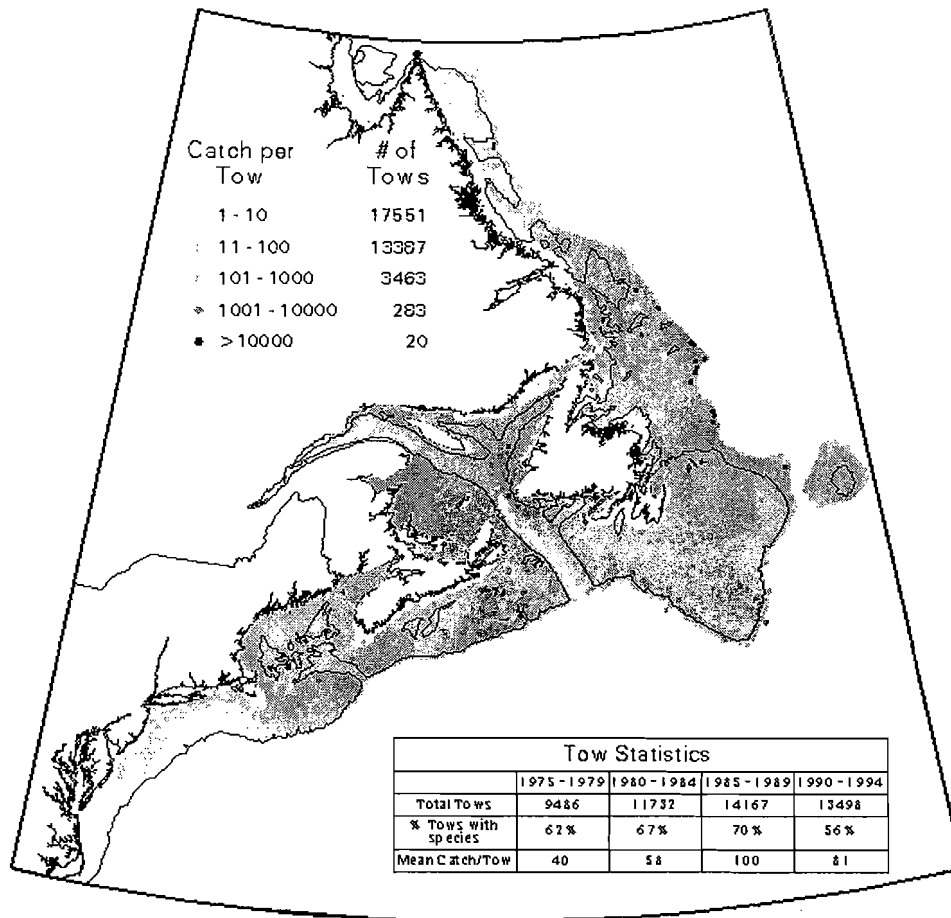 Catch per # of
Tow Tows
1 - 10 17551
11 - 100 13387
101 - 1000 3463
1001 - 10000 283
>10000 20
Tow Statistics
1975 - 1979 1980 - 1984 1985 - 1989 1990 - 1994
Total Tows 9486 11732 14167 13498
% Tows with species 62% 67% 70% 56%
Mean Catch/Tow 40 58 100 81